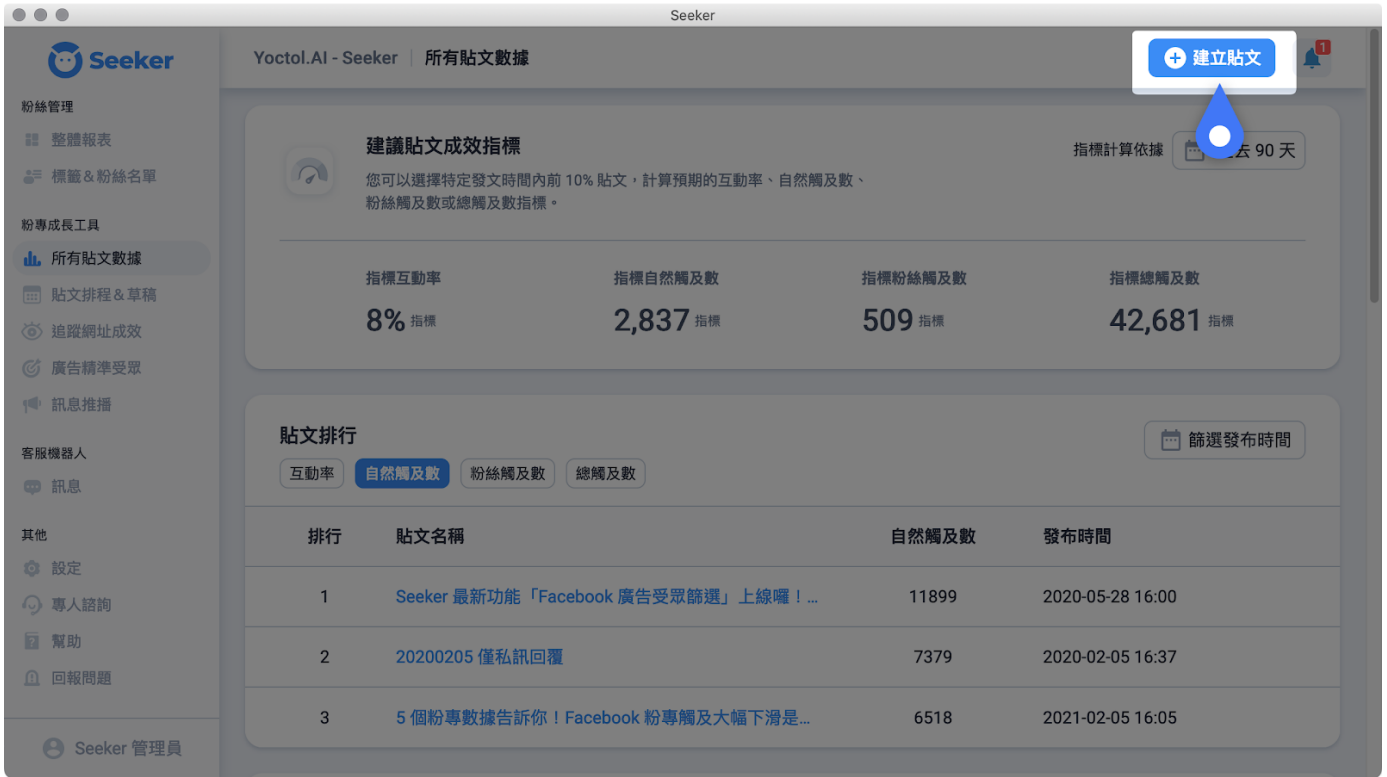 Seeker
Seeker
Yoctol.AI - Seeker | 所有貼文數據
建立貼文
1
粉絲管理
整體報表
標籤&粉絲名單
粉專成長工具
所有貼文數據
貼文排程&草稿
追蹤網址成效
廣告精準受眾
訊息推播
客服機器人
訊息
其他
設定
專人諮詢
幫助
回報問題
Seeker 管理員
建議貼文成效指標
您可以選擇特定發文時間內前 10% 貼文,計算預期的互動率、自然觸及數、
粉絲觸及數或總觸及數指標。
指標計算依據
去 90 天
指標互動率 指標自然觸及數 指標粉絲觸及數 指標總觸及數
8% 指標 2,837 指標 509 指標 42,681 指標
貼文排行
篩選發布時間
互動率 自然觸及數 粉絲觸及數 總觸及數
排行 貼文名稱 自然觸及數 發布時間
1 Seeker 最新功能「Facebook 廣告受眾篩選」上線囉!... 11899 2020-05-28 16:00
2 20200205 僅私訊回覆 7379 2020-02-05 16:37
3 5 個粉專數據告訴你!Facebook 粉專觸及大幅下滑是... 6518 2021-02-05 16:05